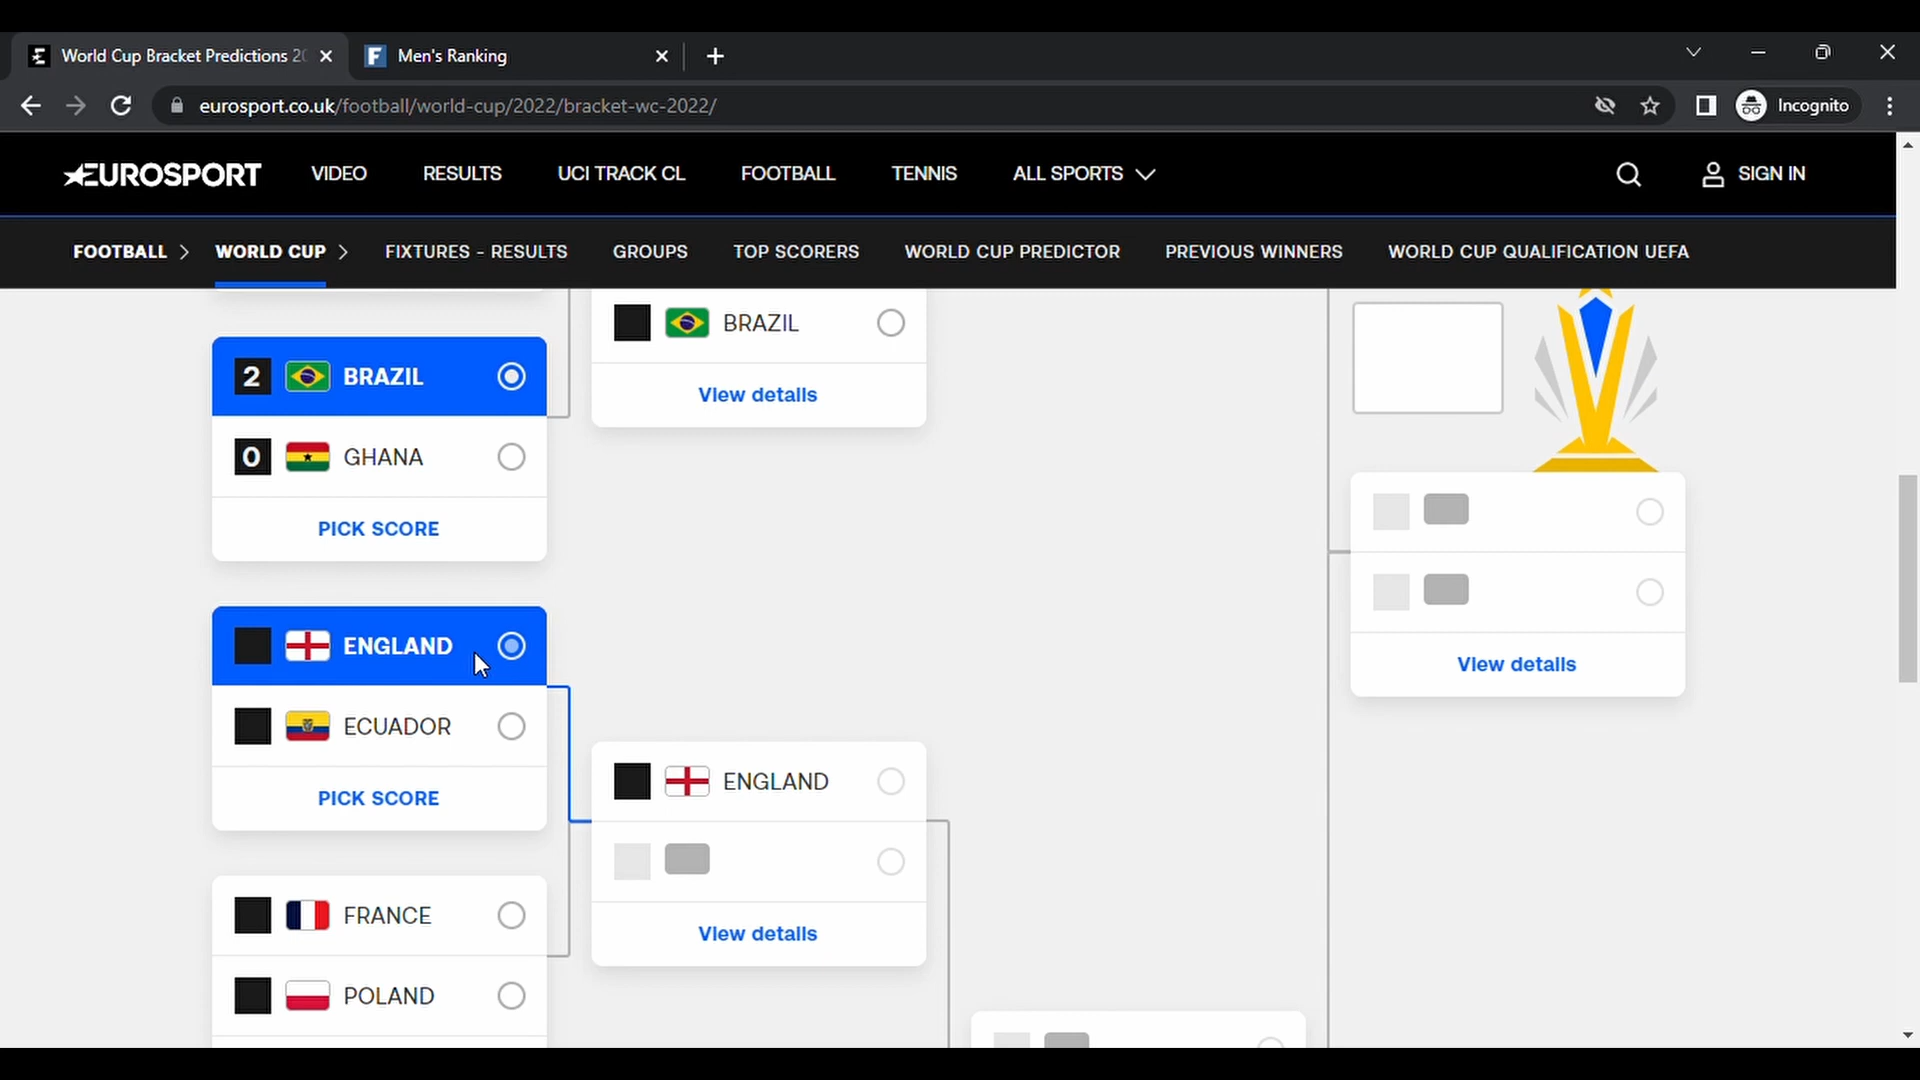 World Cup Bracket Predictions 20
Men's Ranking
eurosport.co.uk/football/world-cup/2022/bracket-wc-2022/
Incognito
EUROSPORT VIDEO RESULTS UCI TRACK CL FOOTBALL TENNIS ALL SPORTS SIGN IN
FOOTBALL WORLD CUP FIXTURES - RESULTS GROUPS TOP SCORERS WORLD CUP PREDICTOR PREVIOUS WINNERS WORLD CUP QUALIFICATION UEFA
2 BRAZIL
0 GHANA
PICK SCORE
BRAZIL
View details
ENGLAND
ECUADOR
PICK SCORE
FRANCE
POLAND
ENGLAND
View details
View details